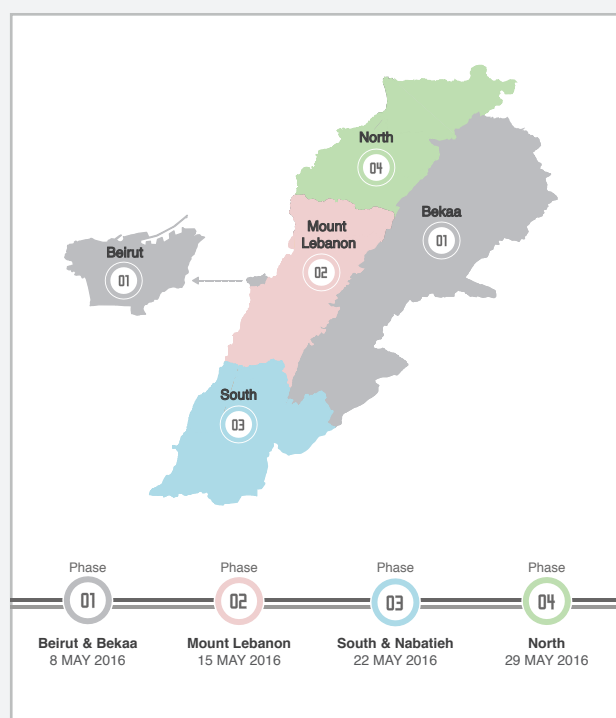 North
04
Bekaa
01
Mount
Lebanon
02
Beirut
01
South
03
Phase
01
Beirut & Bekaa
8 MAY 2016
Phase
02
Mount Lebanon
15 MAY 2016
Phase
03
South & Nabatieh
22 MAY 2016
Phase
04
North
29 MAY 2016